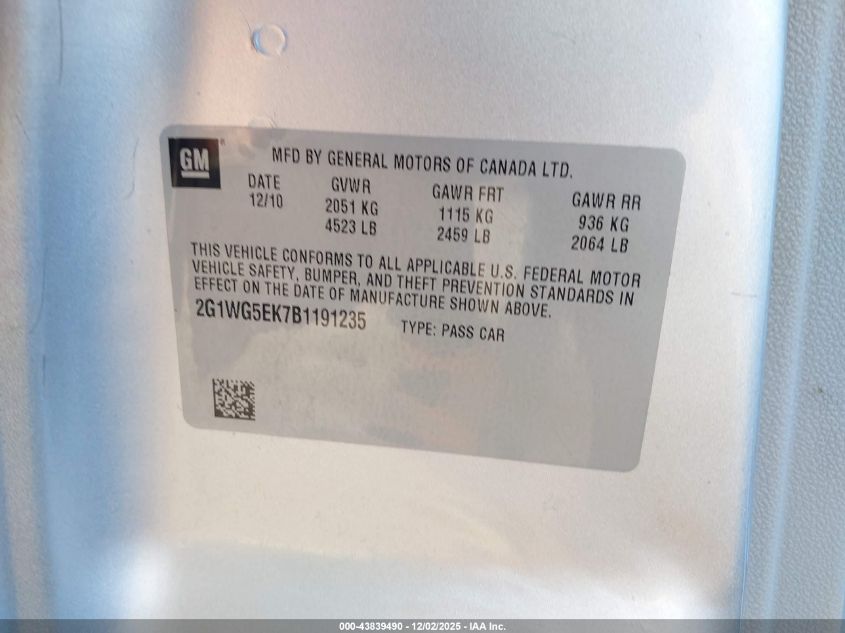 GM
MFD BY GENERAL MOTORS OF CANADA LTD.
DATE GVWR GAWR FRT GAWR RR
12/10 2051 KG 1115 KG 936 KG
4523 LB 2459 LB 2064 LB
THIS VEHICLE CONFORMS TO ALL APPLICABLE U.S. FEDERAL MOTOR
VEHICLE SAFETY, BUMPER, AND THEFT PREVENTION STANDARDS IN
EFFECT ON THE DATE OF MANUFACTURE SHOWN ABOVE.
2G1WG5EK7B1191235 TYPE: PASS CAR
000-43839490 - 12/02/2025 - IAA Inc.